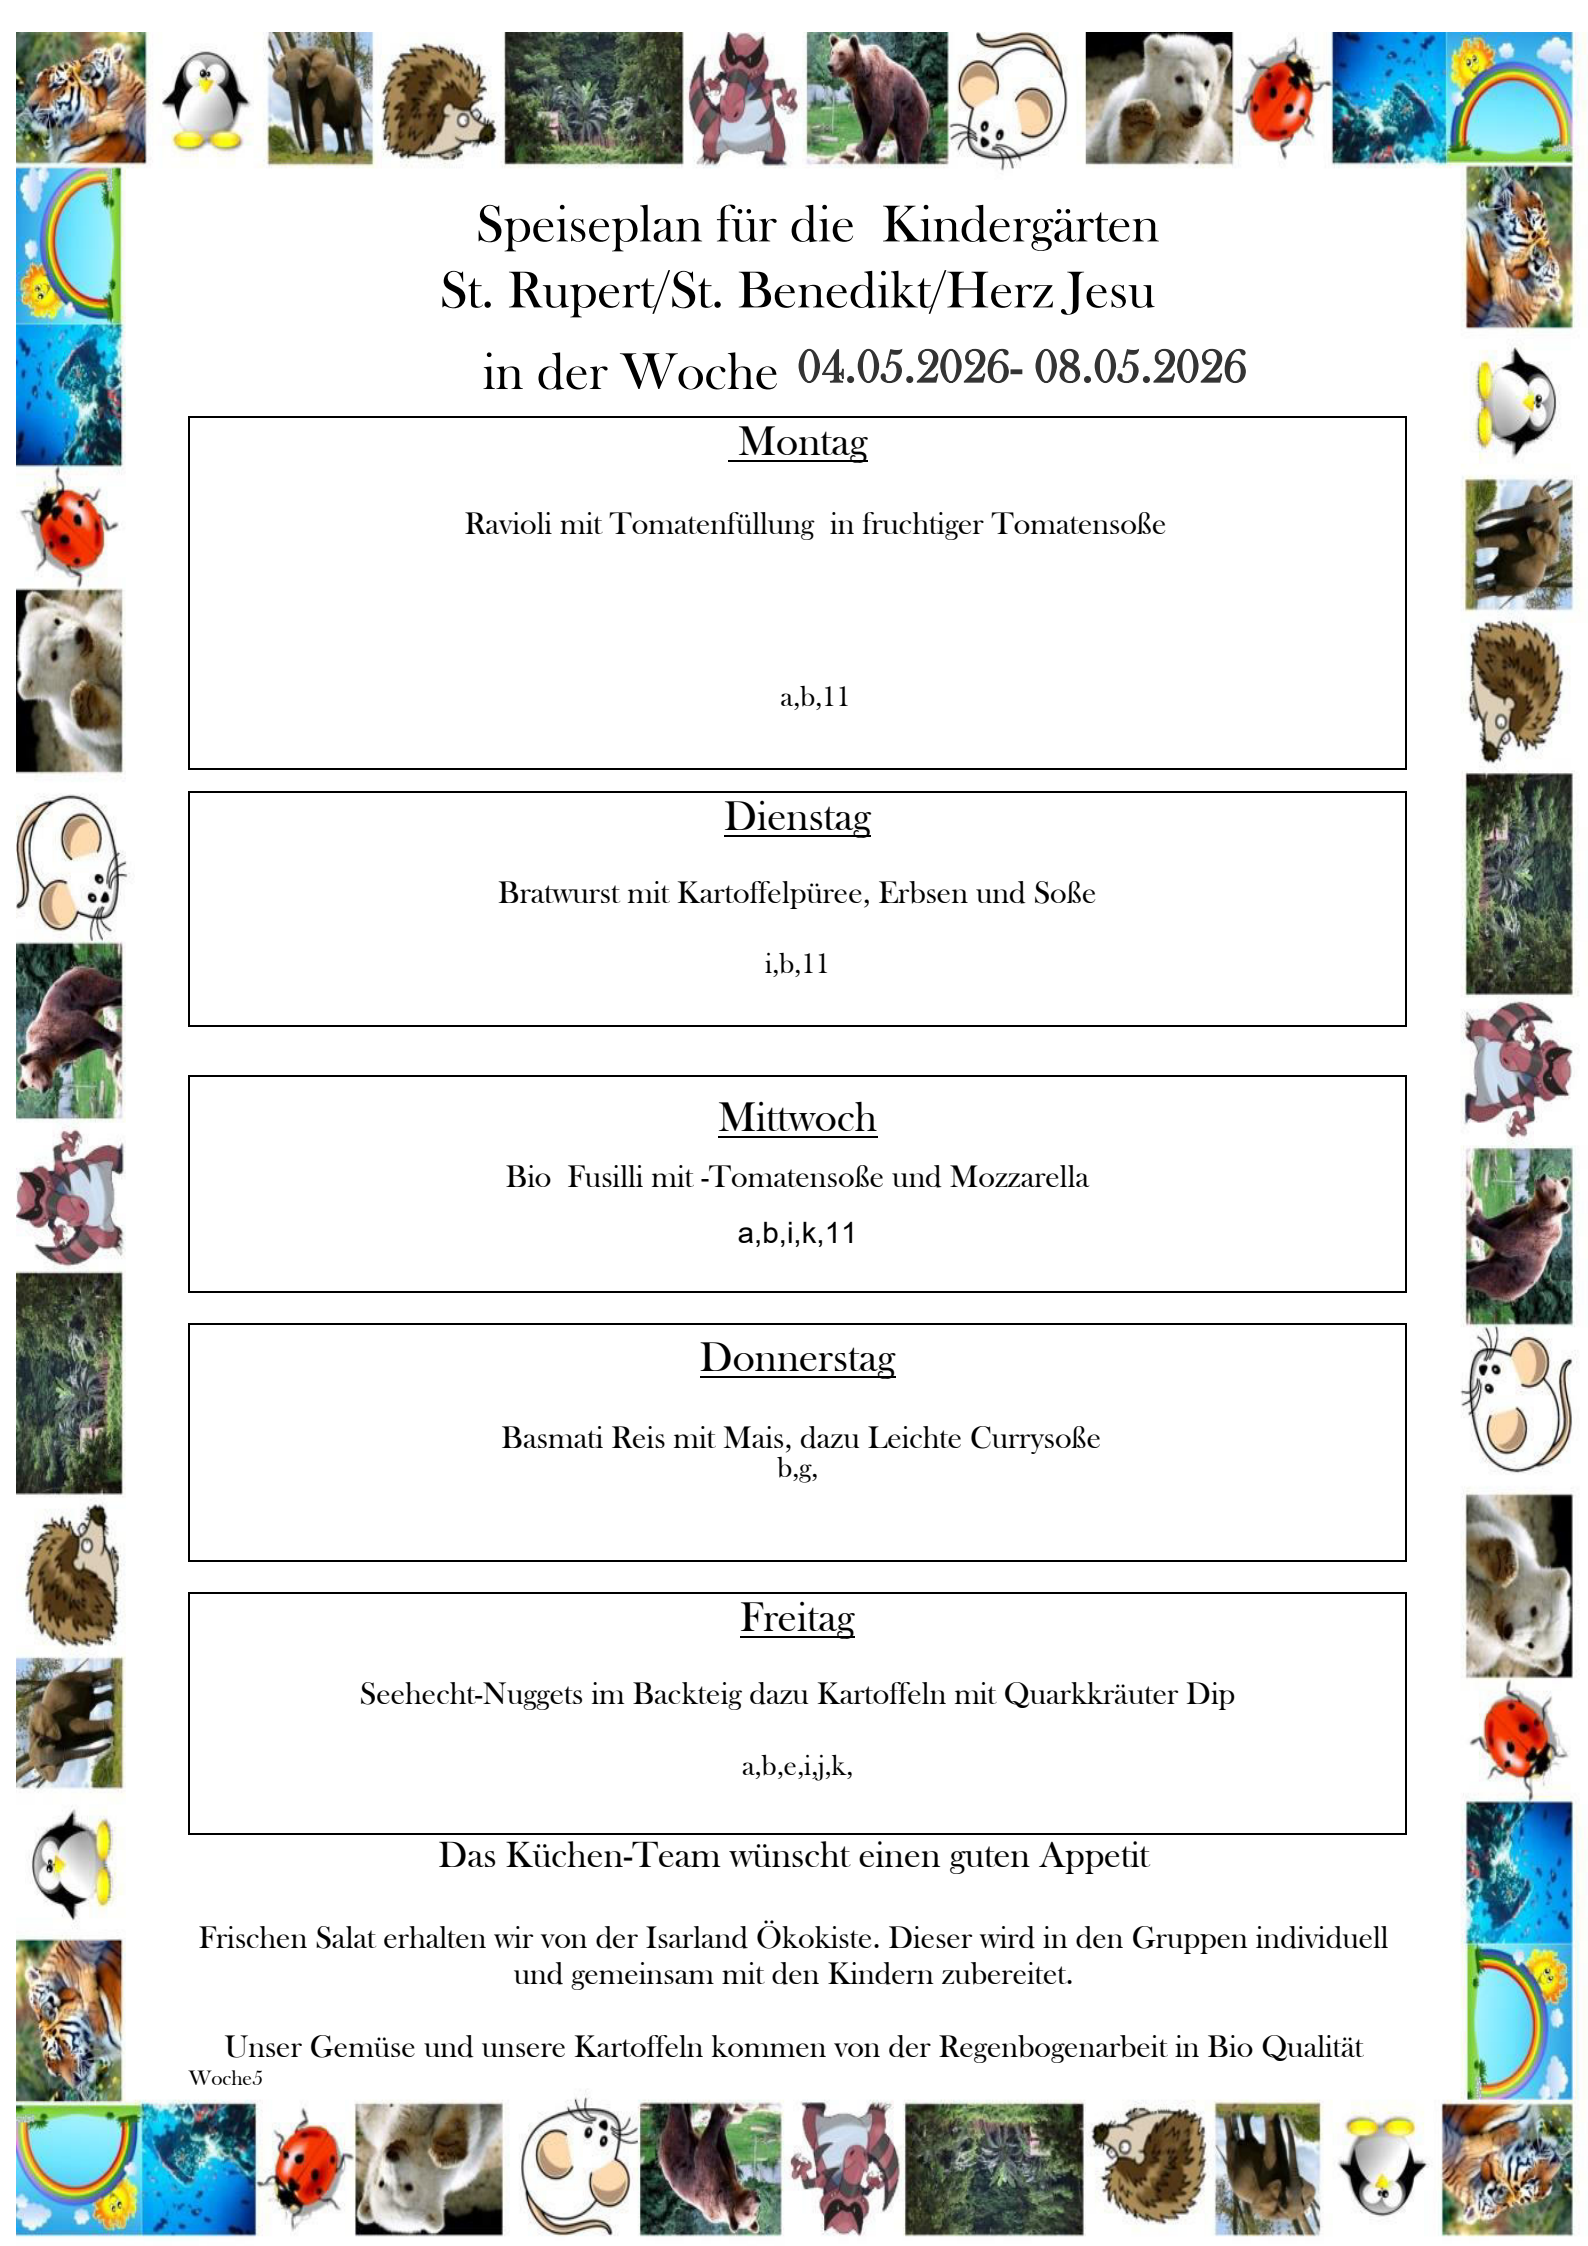 Speiseplan für die Kindergärten
St. Rupert/St. Benedikt/Herz Jesu
in der Woche 04.05.2026- 08.05.2026
Montag
Ravioli mit Tomatenfüllung in fruchtiger Tomatensoße
a,b,11
Dienstag
Bratwurst mit Kartoffelpüree, Erbsen und Soße
i,b,11
Mittwoch
Bio Fusilli mit -Tomatensoße und Mozzarella
a,b,i,k,11
Donnerstag
Basmati Reis mit Mais, dazu Leichte Currysoße
b,g,
Freitag
Seehecht-Nuggets im Backteig dazu Kartoffeln mit Quarkkräuter Dip
a,b,e,i,j,k,
Das Küchen-Team wünscht einen guten Appetit
Frischen Salat erhalten wir von der Isarland Ökokiste. Dieser wird in den Gruppen individuell
und gemeinsam mit den Kindern zubereitet.
Unser Gemüse und unsere Kartoffeln kommen von der Regenbogenarbeit in Bio Qualität
Woche5